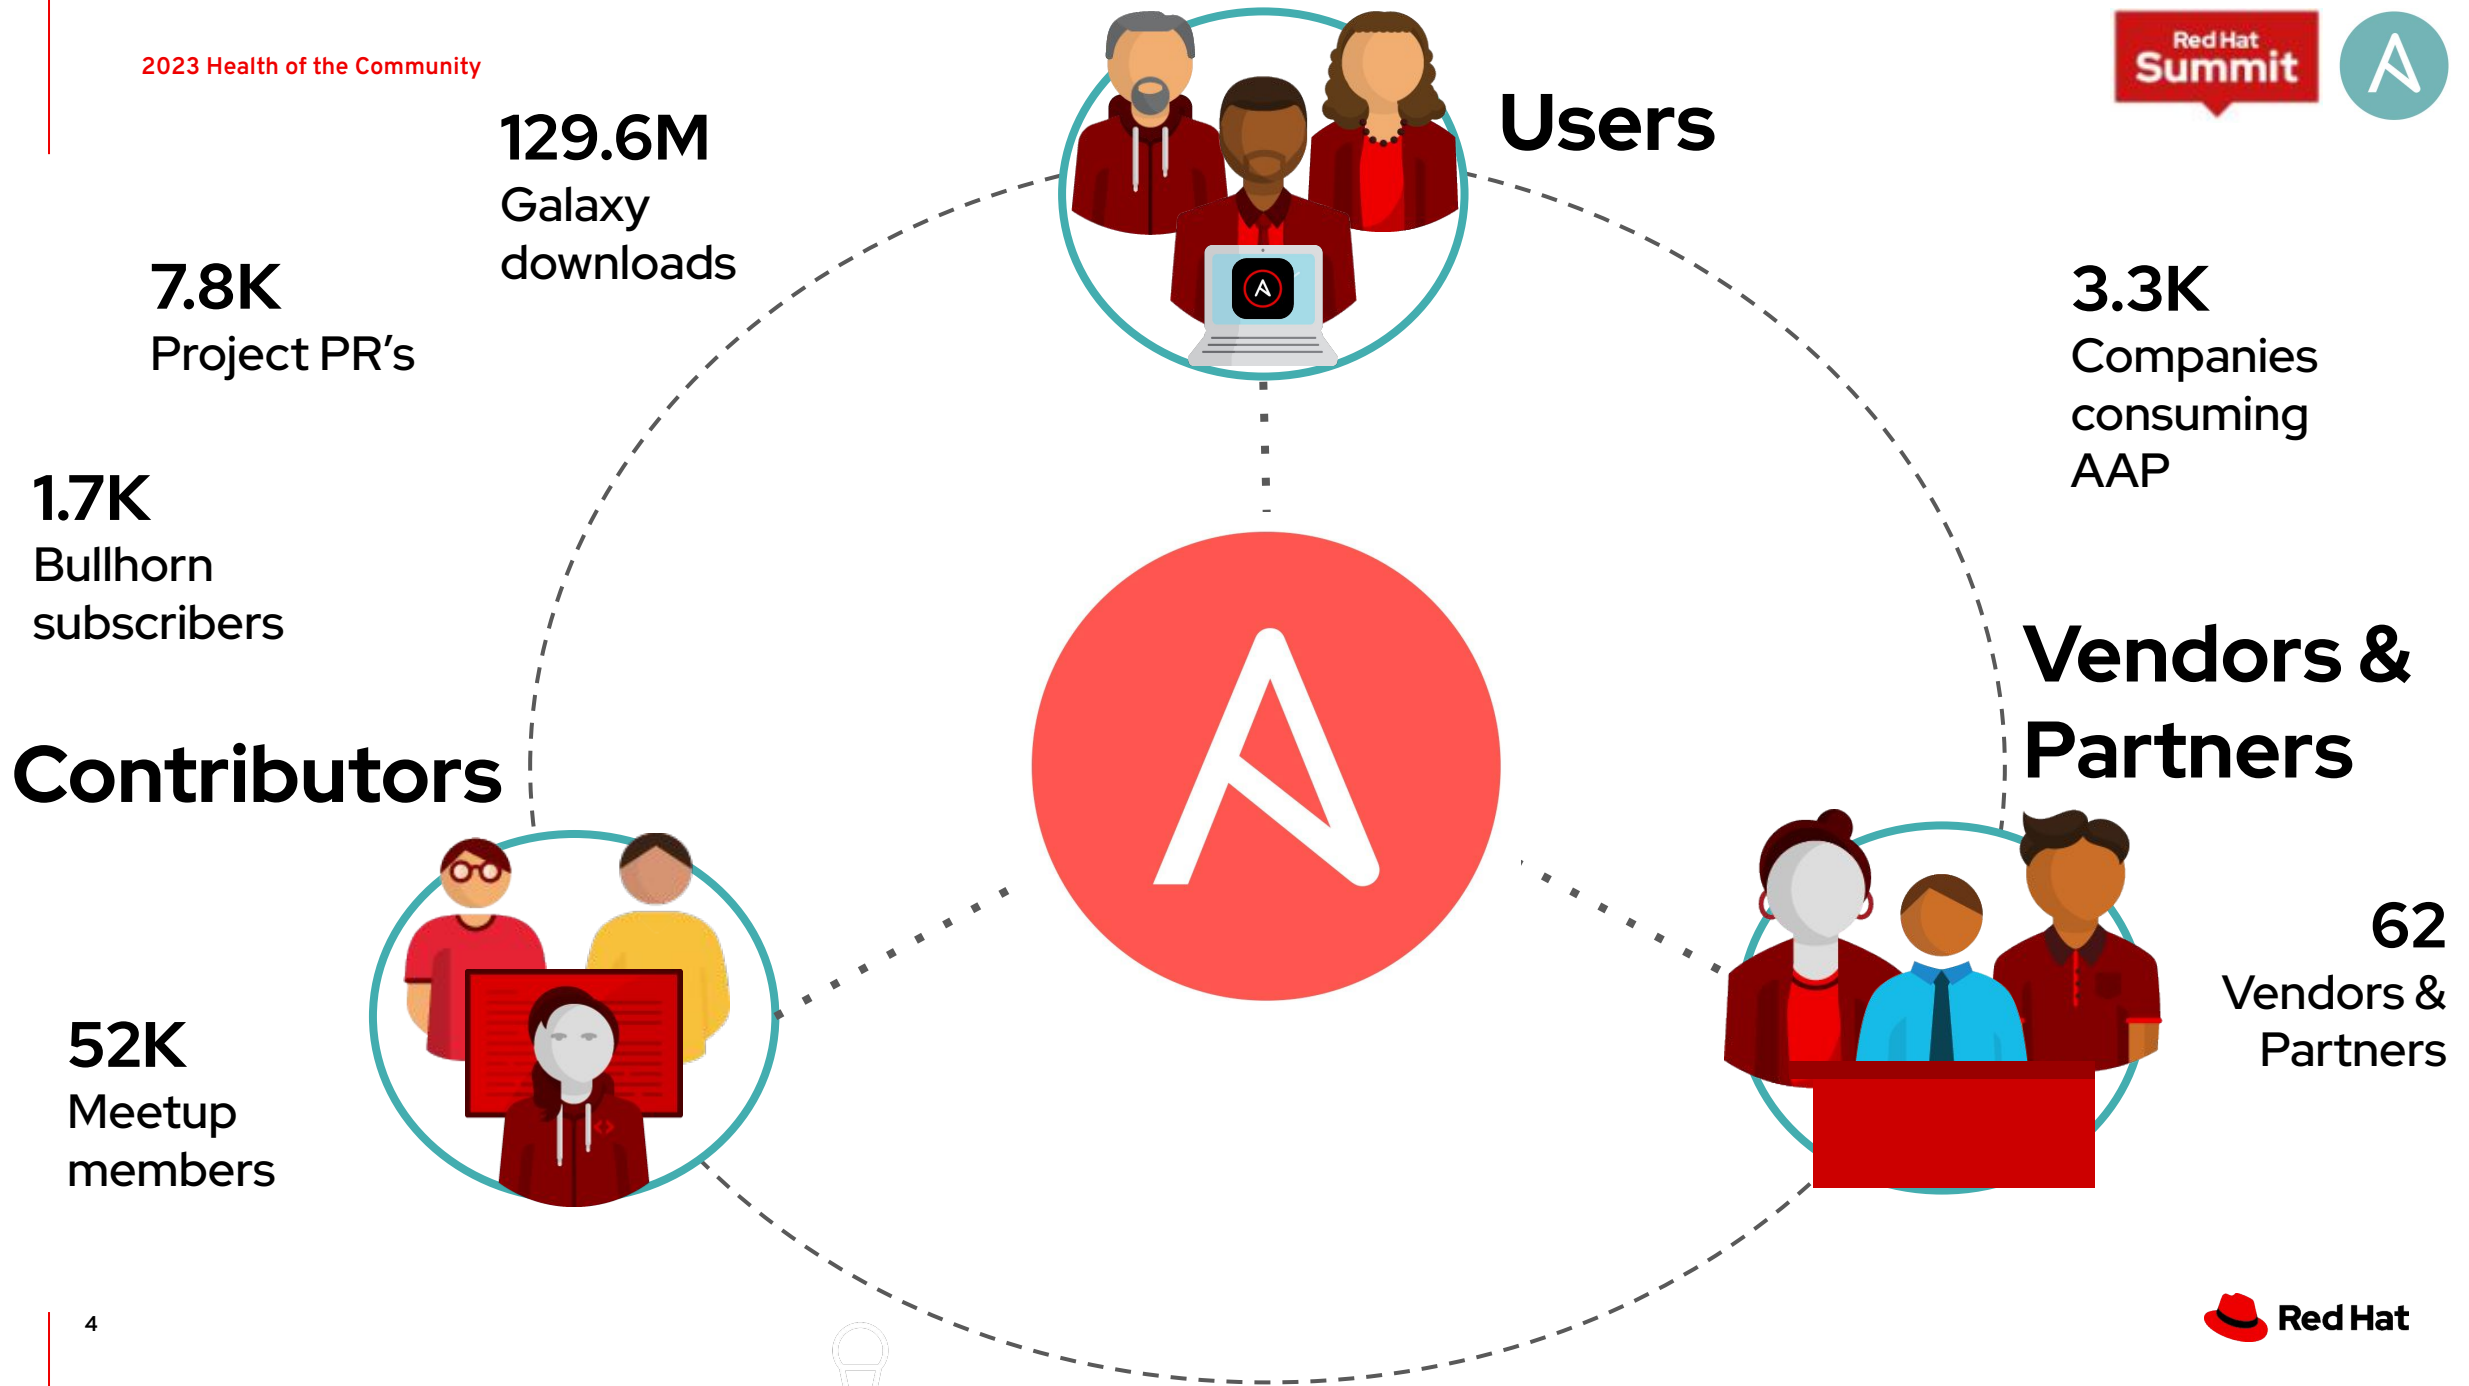 2023 Health of the Community
Red Hat
Summit
Users
129.6M
Galaxy
downloads
7.8K
Project PR’s
1.7K
Bullhorn
subscribers
3.3K
Companies
consuming
AAP
Contributors
Vendors &
Partners
52K
Meetup
members
62
Vendors &
Partners
4
Red Hat